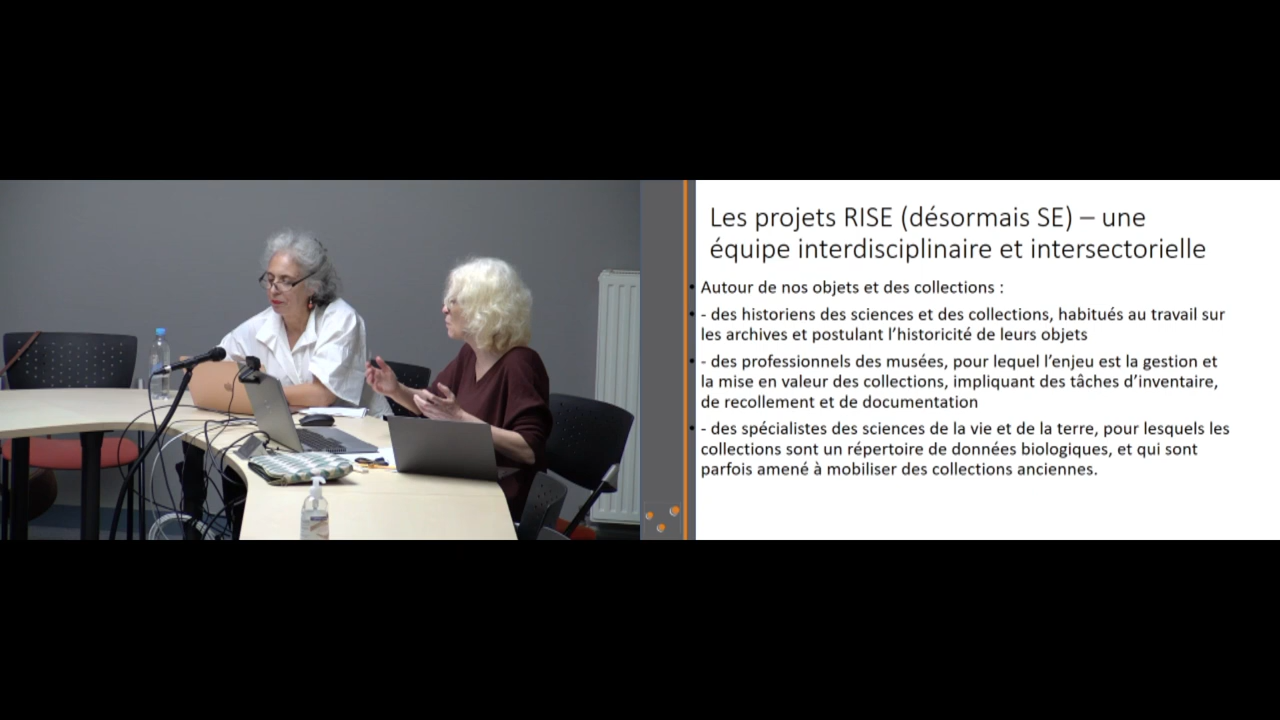 Les projets RISE (désormais SE) – une
équipe interdisciplinaire et intersectorielle
• Autour de nos objets et des collections :
• - des historiens des sciences et des collections, habitués au travail sur
les archives et postulant l’historicité de leurs objets
• - des professionnels des musées, pour lequel l’enjeu est la gestion et
la mise en valeur des collections, impliquant des tâches d’inventaire,
de recollement et de documentation
• - des spécialistes des sciences de la vie et de la terre, pour lesquels les
collections sont un répertoire de données biologiques, et qui sont
parfois amené à mobiliser des collections anciennes.